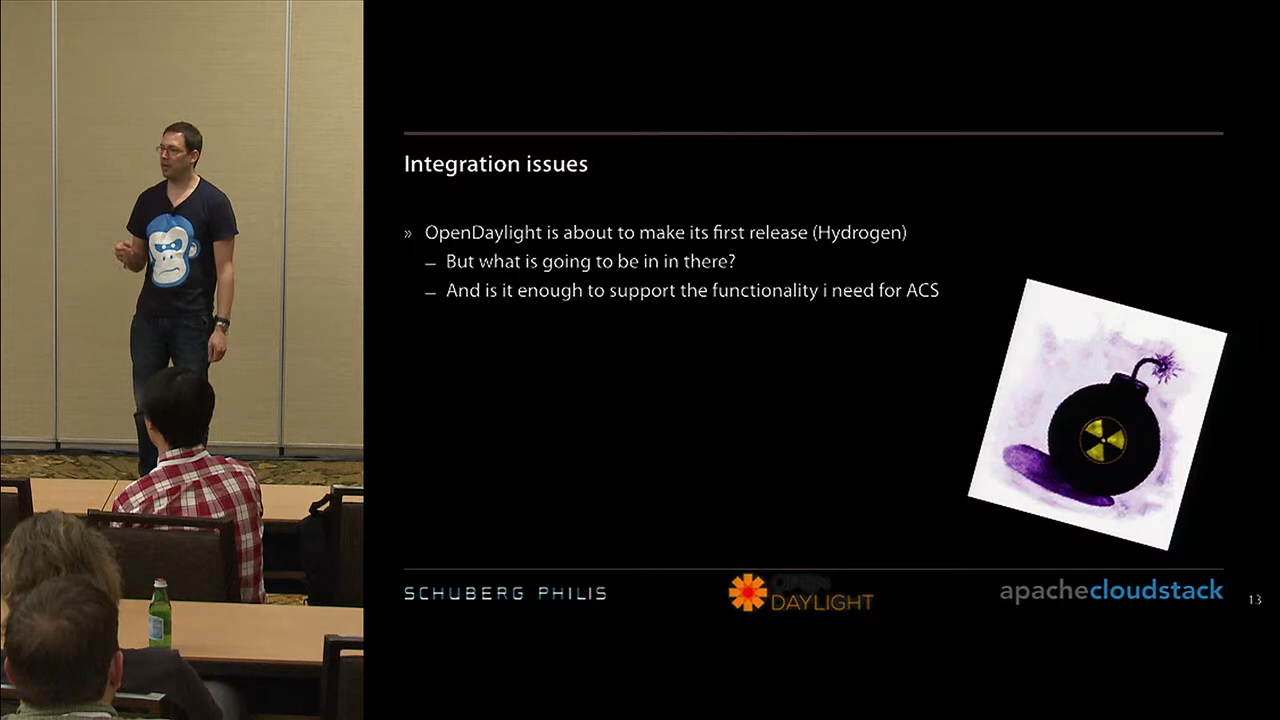 Integration issues
» OpenDaylight is about to make its first release (Hydrogen)
– But what is going to be in in there?
– And is it enough to support the functionality i need for ACS
SCHUBERG PHILIS
OPEN
DAYLIGHT
apachecloudstack
13